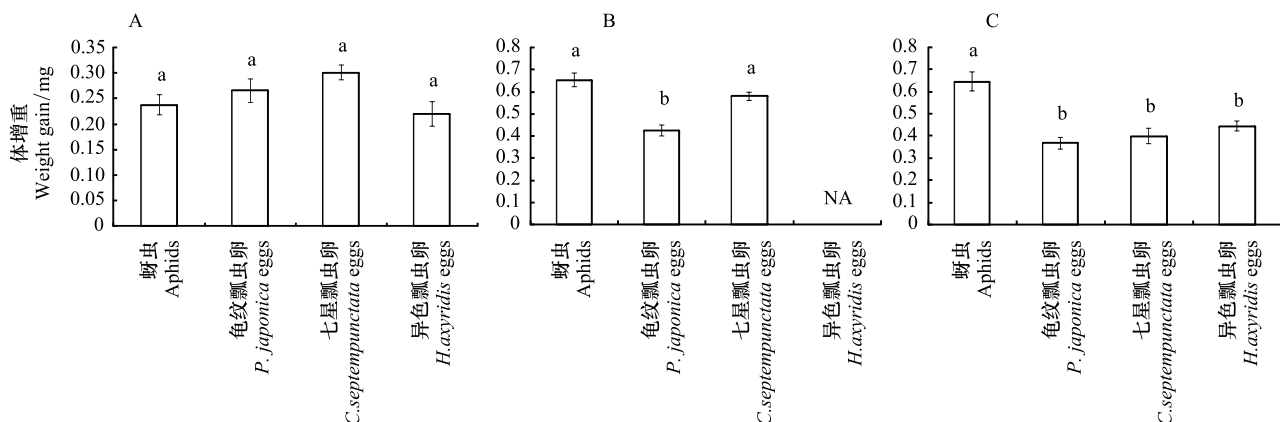 A
B
C
体增重
Weight gain/mg
0.35
0.30
0.25
0.20
0.15
0.10
0.05
0
a
a
a
a
蚜虫
Aphids
龟纹瓢虫卵
P. japonica eggs
七星瓢虫卵
C.septempunctata eggs
异色瓢虫卵
H.axyridis eggs
0.8
0.7
0.6
0.5
0.4
0.3
0.2
0.1
0
a
b
a
NA
蚜虫
Aphids
龟纹瓢虫卵
P. japonica eggs
七星瓢虫卵
C.septempunctata eggs
异色瓢虫卵
H.axyridis eggs
0.8
0.7
0.6
0.5
0.4
0.3
0.2
0.1
0
a
b
b
b
蚜虫
Aphids
龟纹瓢虫卵
P. japonica eggs
七星瓢虫卵
C.septempunctata eggs
异色瓢虫卵
H.axyridis eggs